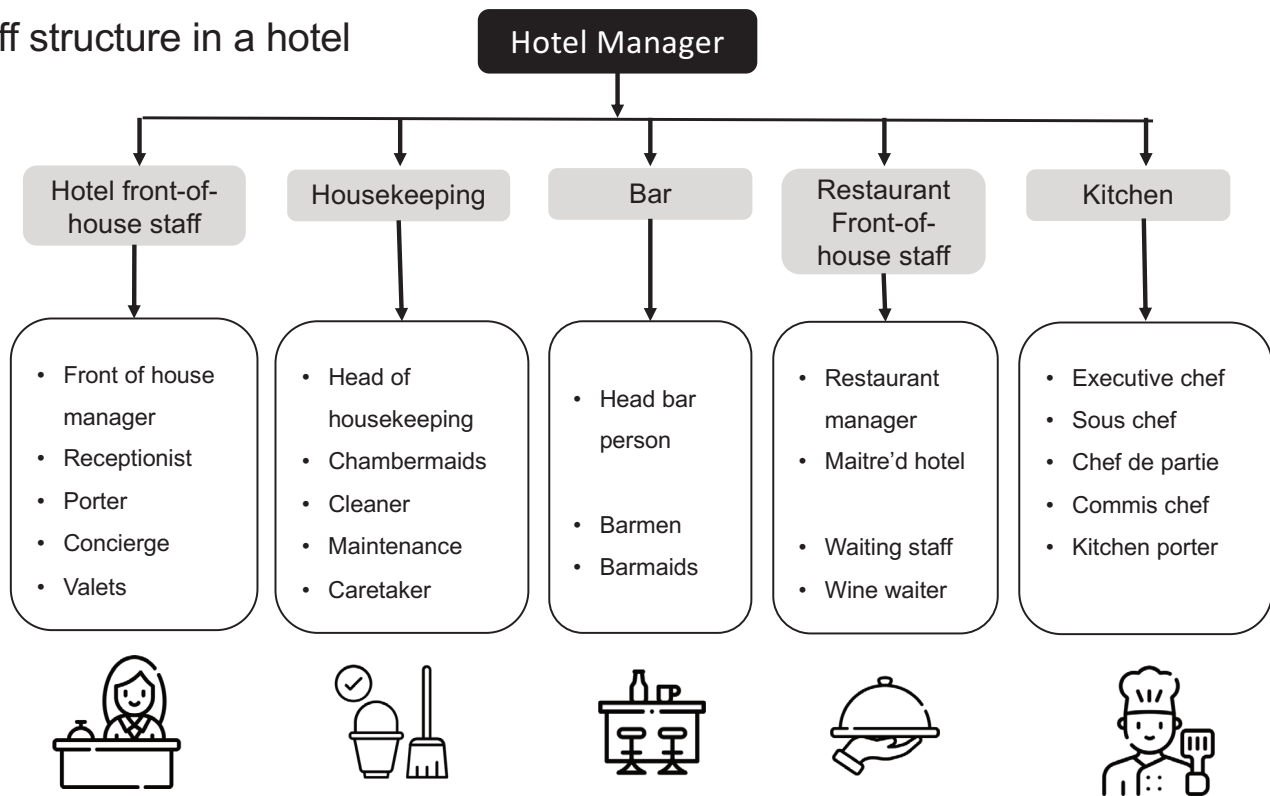 ff structure in a hotel
Hotel Manager
Hotel front-of-
house staff
Housekeeping
Bar
Restaurant
Front-of-
house staff
Kitchen
• Front of house
manager
• Receptionist
• Porter
• Concierge
• Valets
• Head of
housekeeping
• Chambermaids
• Cleaner
• Maintenance
• Caretaker
• Head bar
person
• Barmen
• Barmaids
• Restaurant
manager
• Maitre’d hotel
• Waiting staff
• Wine waiter
• Executive chef
• Sous chef
• Chef de partie
• Commis chef
• Kitchen porter